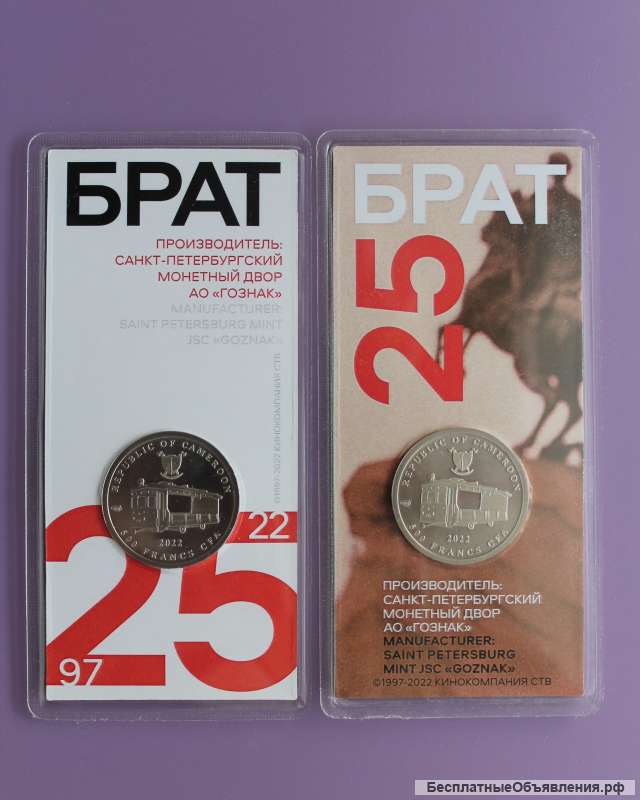 БРАТ
ПРОИЗВОДИТЕЛЬ:
САНКТ-ПЕТЕРБУРГСКИЙ
МОНЕТНЫЙ ДВОР
АО «ГОЗНАК»
MANUFACTURER:
SAINT PETERSBURG MINT
JSC «GOZNAK»
©1997-2022 КИНОКОМПАНИЯ СТВ
REPUBLIC OF CAMEROON
2022
500 FRANCS CFA
22
25
97
БРАТ
25
REPUBLIC OF CAMEROON
2022
500 FRANCS CFA
ПРОИЗВОДИТЕЛЬ:
САНКТ-ПЕТЕРБУРГСКИЙ
МОНЕТНЫЙ ДВОР
АО «ГОЗНАК»
MANUFACTURER:
SAINT PETERSBURG
MINT JSC «GOZNAK»
©1997-2022 КИНОКОМПАНИЯ СТВ
БесплатныеОбъявления.рф